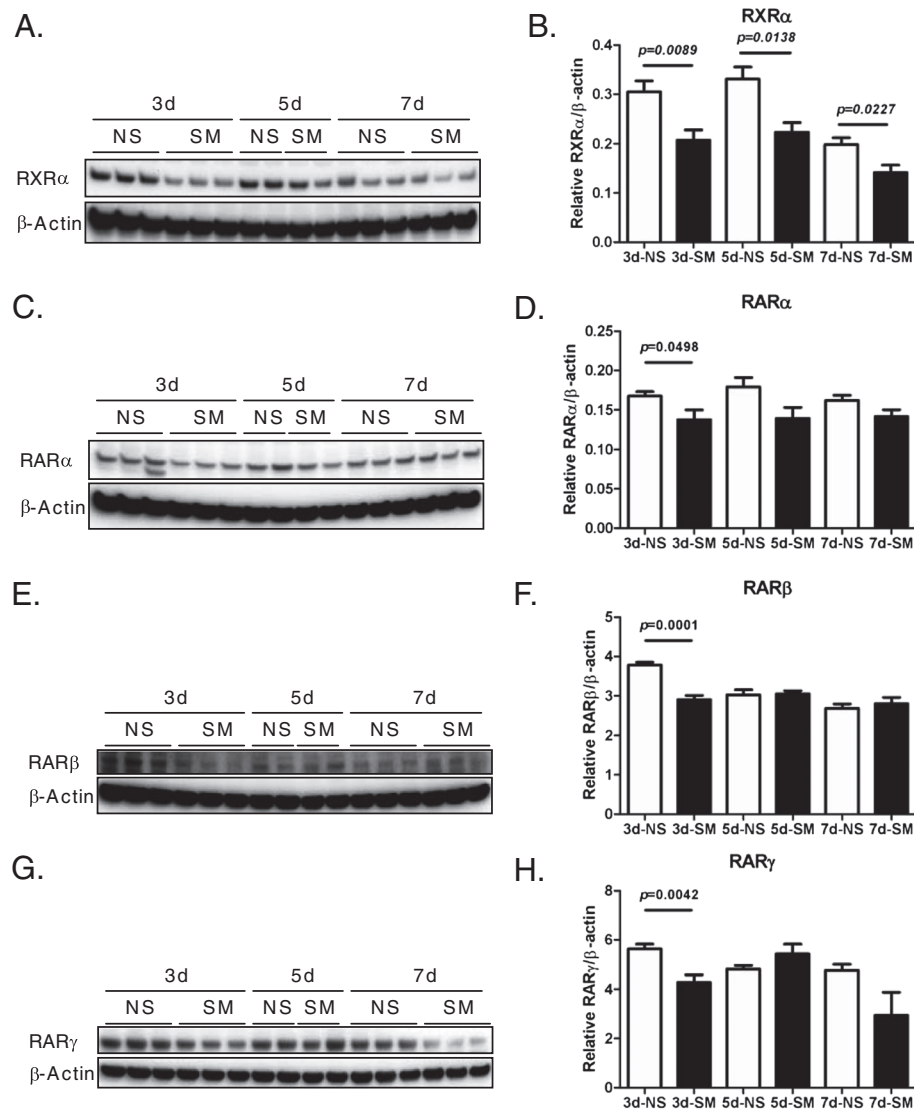 A.
3d 5d 7d
NS SM NS SM NS SM
RXRα
β-Actin
B.
RXRα
p=0.0089
p=0.0138
p=0.0227
Relative RXRα/β-actin
0.4
0.3
0.2
0.1
0.0
3d-NS 3d-SM 5d-NS 5d-SM 7d-NS 7d-SM
C.
3d 5d 7d
NS SM NS SM NS SM
RARα
β-Actin
D.
RARα
p=0.0498
Relative RARα/β-actin
0.25
0.20
0.15
0.10
0.05
0.00
3d-NS 3d-SM 5d-NS 5d-SM 7d-NS 7d-SM
E.
3d 5d 7d
NS SM NS SM NS SM
RARβ
β-Actin
F.
RARβ
p=0.0001
Relative RARβ/β-actin
5
4
3
2
1
0
3d-NS 3d-SM 5d-NS 5d-SM 7d-NS 7d-SM
G.
3d 5d 7d
NS SM NS SM NS SM
RARγ
β-Actin
H.
RARγ
p=0.0042
Relative RARγ/β-actin
8
6
4
2
0
3d-NS 3d-SM 5d-NS 5d-SM 7d-NS 7d-SM